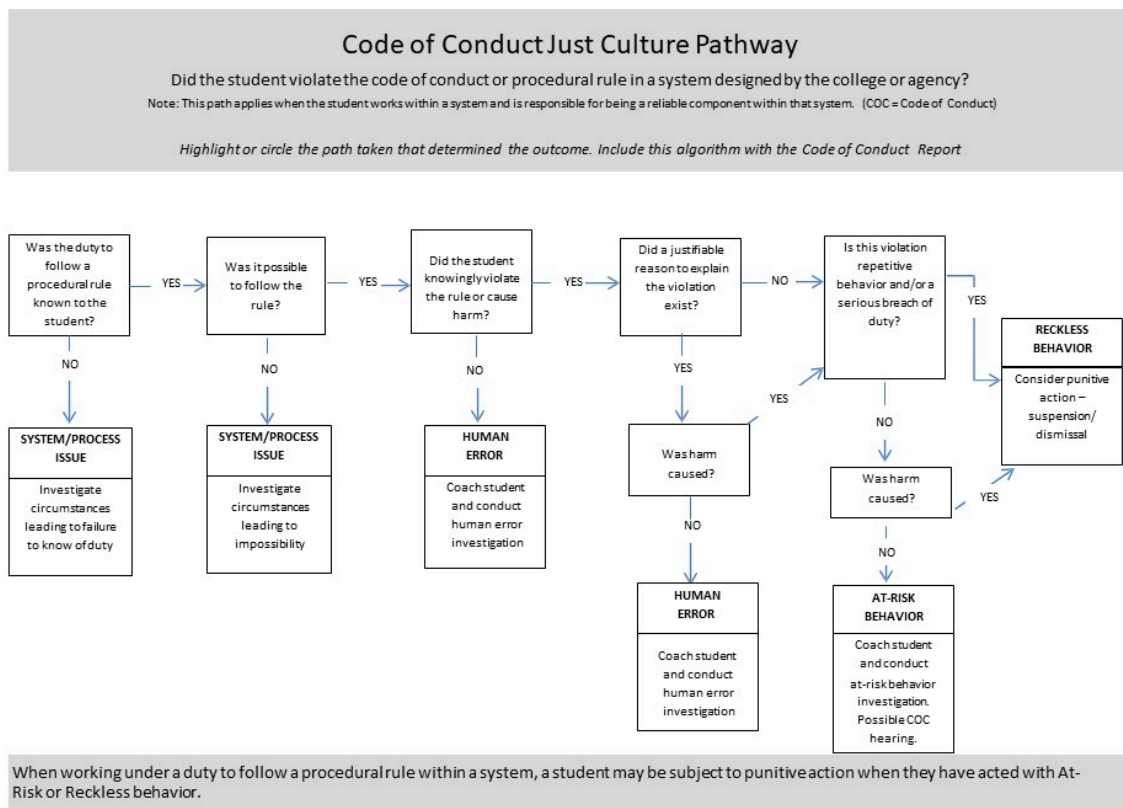 Code of Conduct Just Culture Pathway
Did the student violate the code of conduct or procedural rule in a system designed by the college or agency?
Note: This path applies when the student works within a system and is responsible for being a reliable component within that system. (COC = Code of Conduct)
Highlight or circle the path taken that determined the outcome. Include this algorithm with the Code of Conduct Report
Was the duty to
follow a
procedural rule
known to the
student?
YES
Was it possible
to follow the
rule?
YES
Did the student
knowingly violate
the rule or cause
harm?
YES
Did a justifiable
reason to explain
the violation
exist?
NO
Is this violation
repetitive
behavior and/or a
serious breach of
duty?
YES
NO
NO
NO
YES
YES
NO
RECKLESS
BEHAVIOR
Consider punitive
action –
suspension/
dismissal
SYSTEM/PROCESS
ISSUE
Investigate
circumstances
leading to failure
to know of duty
SYSTEM/PROCESS
ISSUE
Investigate
circumstances
leading to
impossibility
HUMAN
ERROR
Coach student
and conduct
human error
investigation
Was harm
caused?
NO
Was harm
caused?
YES
NO
HUMAN
ERROR
Coach student
and conduct
human error
investigation
AT-RISK
BEHAVIOR
Coach student
and conduct
at-risk behavior
investigation.
Possible COC
hearing.
When working under a duty to follow a procedural rule within a system, a student may be subject to punitive action when they have acted with At-
Risk or Reckless behavior.